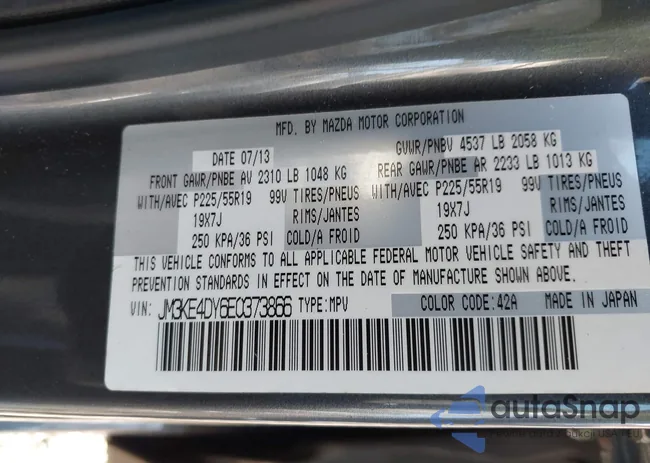 MFD. BY MAZDA MOTOR CORPORATION
DATE 07/13 GVWR/PNBV 4537 LB 2058 KG
FRONT GAWR/PNBE AV 2310 LB 1048 KG REAR GAWR/PNBE AR 2233 LB 1013 KG
WITH/AVEC P225/55R19 99V TIRES/PNEUS WITH/AVEC P225/55R19 99V TIRES/PNEUS
19X7J RIMS/JANTES 19X7J RIMS/JANTES
250 KPA/36 PSI COLD/A FROID 250 KPA/36 PSI COLD/A FROID
THIS VEHICLE CONFORMS TO ALL APPLICABLE FEDERAL MOTOR VEHICLE SAFETY AND THEFT
PREVENTION STANDARDS IN EFFECT ON THE DATE OF MANUFACTURE SHOWN ABOVE.
VIN: JM3KE4DY6E0373866 TYPE:MPV COLOR CODE:42A MADE IN JAPAN
autoSnap